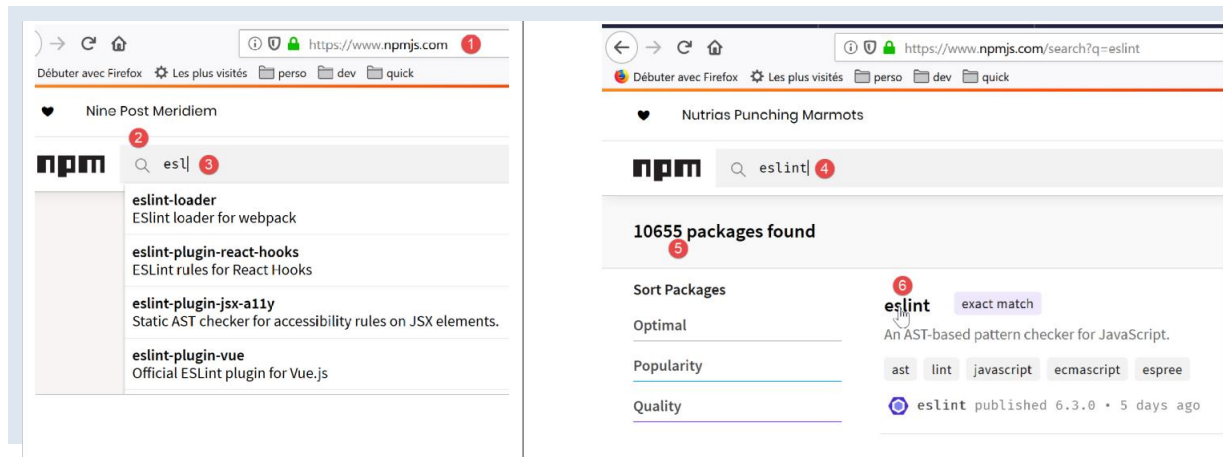 https://www.npmjs.com 1
Débuter avec Firefox Les plus visités perso dev quick
Nine Post Meridiem
2
npm esl 3
eslint-loader
ESlint loader for webpack
eslint-plugin-react-hooks
ESLint rules for React Hooks
eslint-plugin-jsx-a11y
Static AST checker for accessibility rules on JSX elements.
eslint-plugin-vue
Official ESLint plugin for Vue.js
https://www.npmjs.com/search?q=eslint
Débuter avec Firefox Les plus visités perso dev quick
Nutrias Punching Marmots
npm eslint 4
10655 packages found
5
Sort Packages
Optimal
Popularity
Quality
6
eslint exact match
An AST-based pattern checker for JavaScript.
ast lint javascript ecmascript espree
eslint published 6.3.0 • 5 days ago